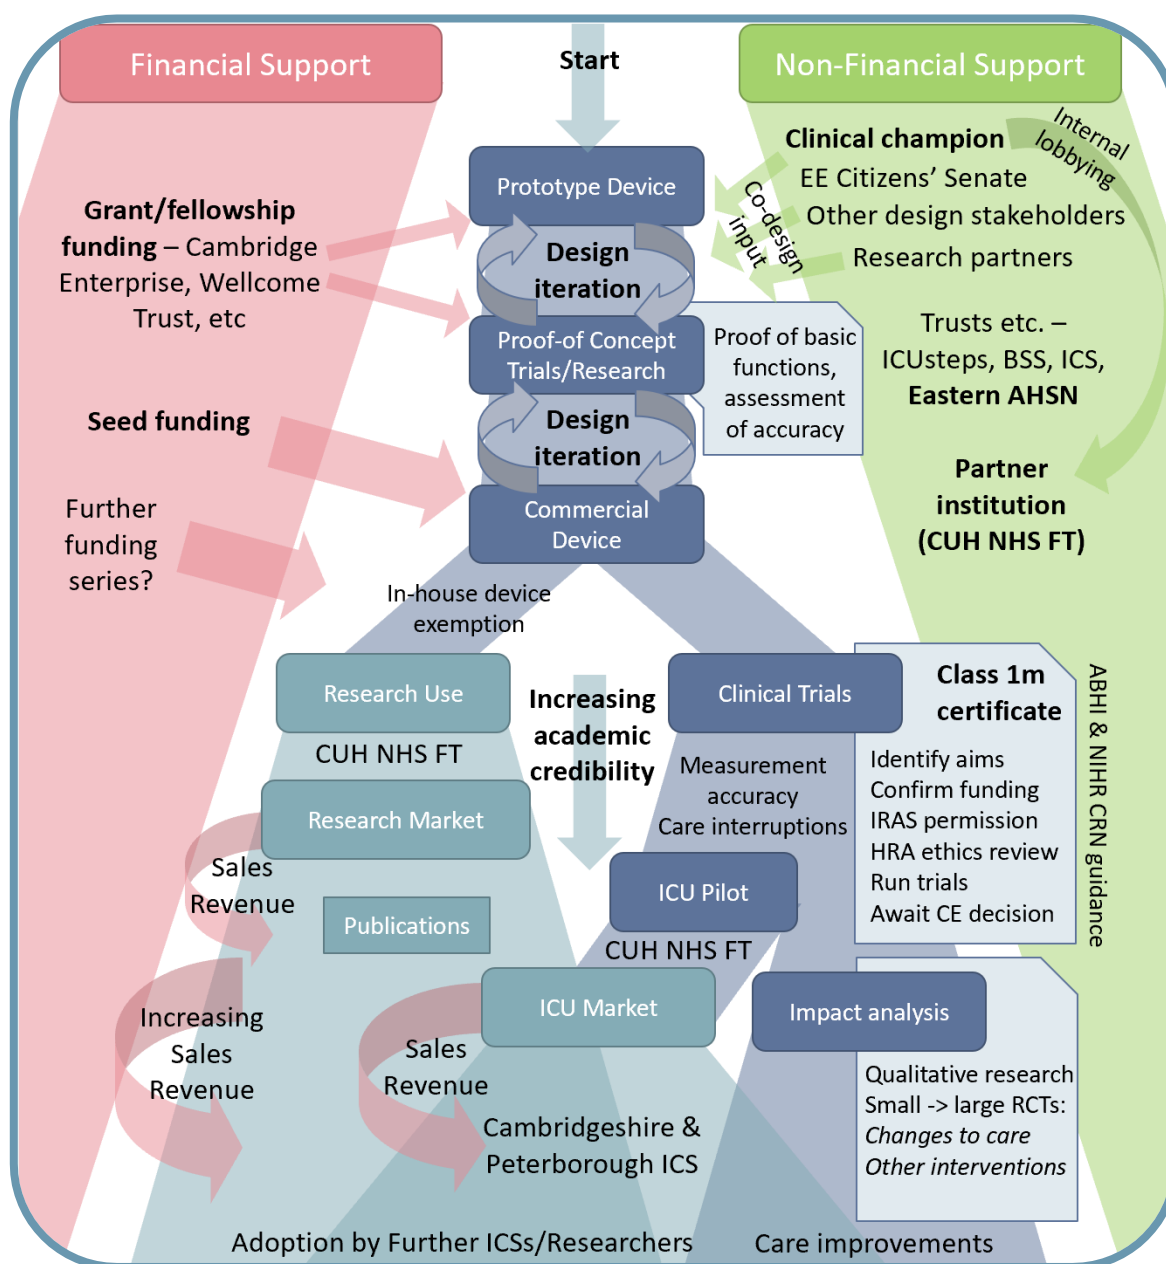 Financial Support
Start
Non-Financial Support
Internal
lobbying
Clinical champion
EE Citizens' Senate
Other design stakeholders
Research partners
Co-design
input
Prototype Device
Grant/fellowship
funding – Cambridge
Enterprise, Wellcome
Trust, etc
Design
iteration
Proof-of Concept
Trials/Research
Proof of basic
functions,
assessment
of accuracy
Trusts etc. –
ICUsteps, BSS, ICS,
Eastern AHSN
Seed funding
Design
iteration
Partner
institution
(CUH NHS FT)
Commercial
Device
Further
funding
series?
In-house device
exemption
Research Use
CUH NHS FT
Increasing
academic
credibility
Clinical Trials
Class 1m
certificate
Identify aims
Confirm funding
IRAS permission
HRA ethics review
Run trials
Await CE decision
ABHI & NIHR CRN guidance
Measurement
accuracy
Care interruptions
Research Market
Sales
Revenue
Publications
ICU Pilot
CUH NHS FT
ICU Market
Impact analysis
Increasing
Sales
Revenue
Sales
Revenue
Cambridgeshire &
Peterborough ICS
Qualitative research
Small -> large RCTs:
Changes to care
Other interventions
Adoption by Further ICSs/Researchers
Care improvements